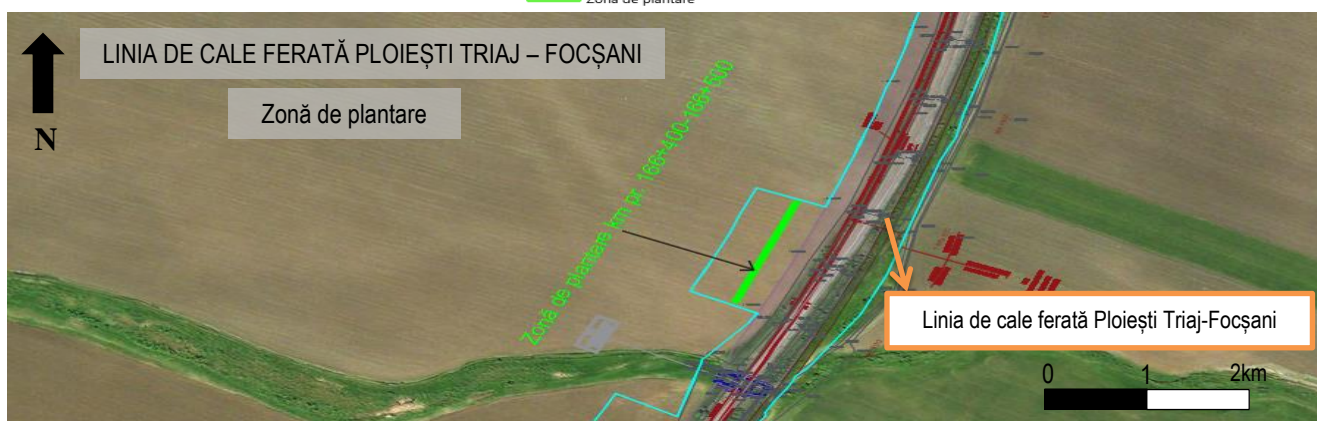 Zonă de plantare
LINIA DE CALE FERATĂ PLOIEȘTI TRIAJ – FOCȘANI
Zonă de plantare
N
Zonă de plantare km pr. 166+400-166+500
Linia de cale ferată Ploiești Triaj-Focșani
0 1 2km